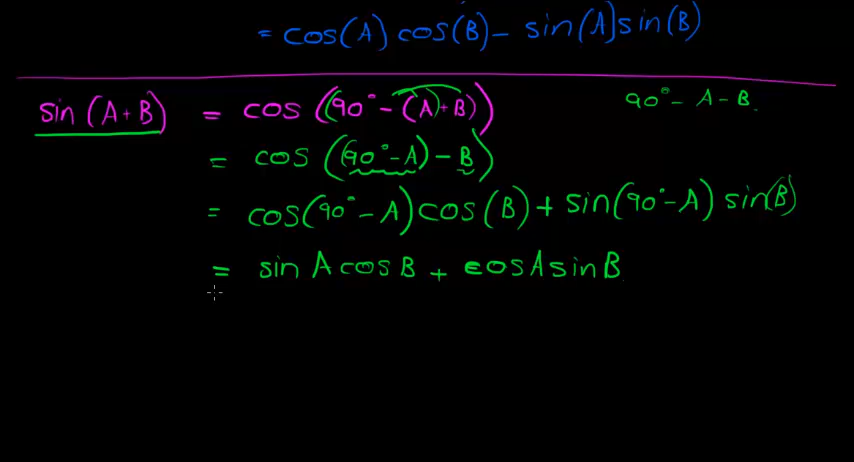 = cos(A) cos(B) - sin(A) sin(B)
sin (A+B) = cos (90° - (A+B)) 90° - A - B.
= cos ((90° - A) - B)
= cos(90° - A) cos(B) + sin(90° - A) sin(B)
= sin A cos B + cos A sin B